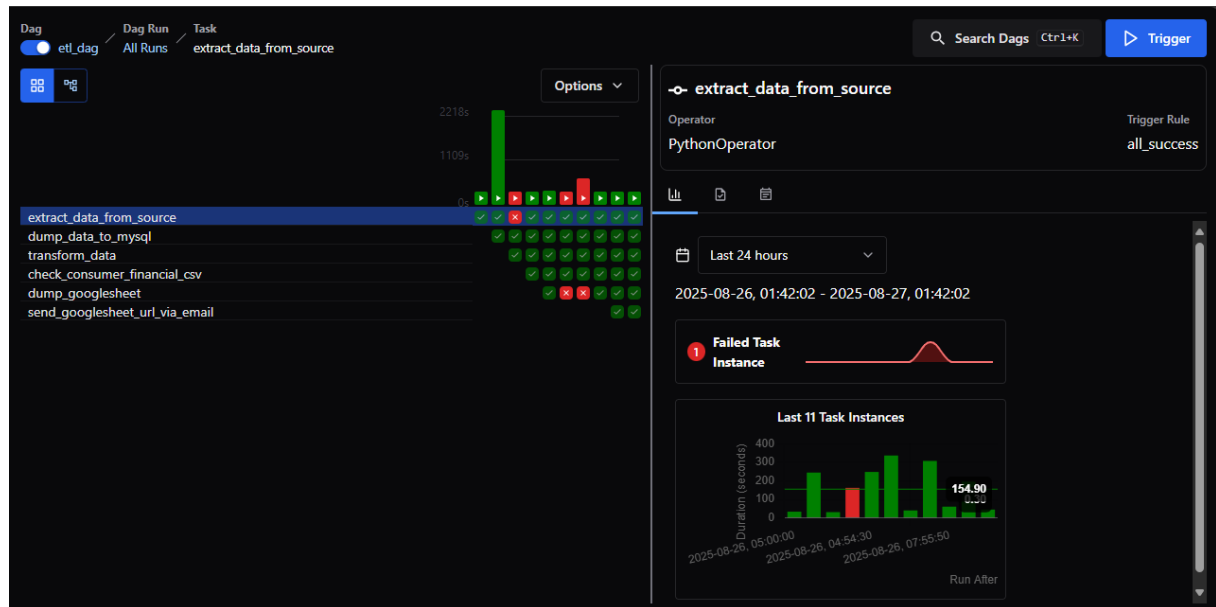 Dag
Dag Run
Task
etl_dag
All Runs
extract_data_from_source
Search Dags Ctrl+K
Trigger
Options
2218s
1109s
0s
extract_data_from_source
dump_data_to_mysql
transform_data
check_consumer_financial_csv
dump_googlesheet
send_googlesheet_url_via_email
extract_data_from_source
Operator
Trigger Rule
PythonOperator
all_success
Last 24 hours
2025-08-26, 01:42:02 - 2025-08-27, 01:42:02
1
Failed Task
Instance
Last 11 Task Instances
Duration (seconds)
400
300
200
100
0
154.90
2025-08-26, 05:00:00
2025-08-26, 04:54:30
2025-08-26, 07:55:50
Run After